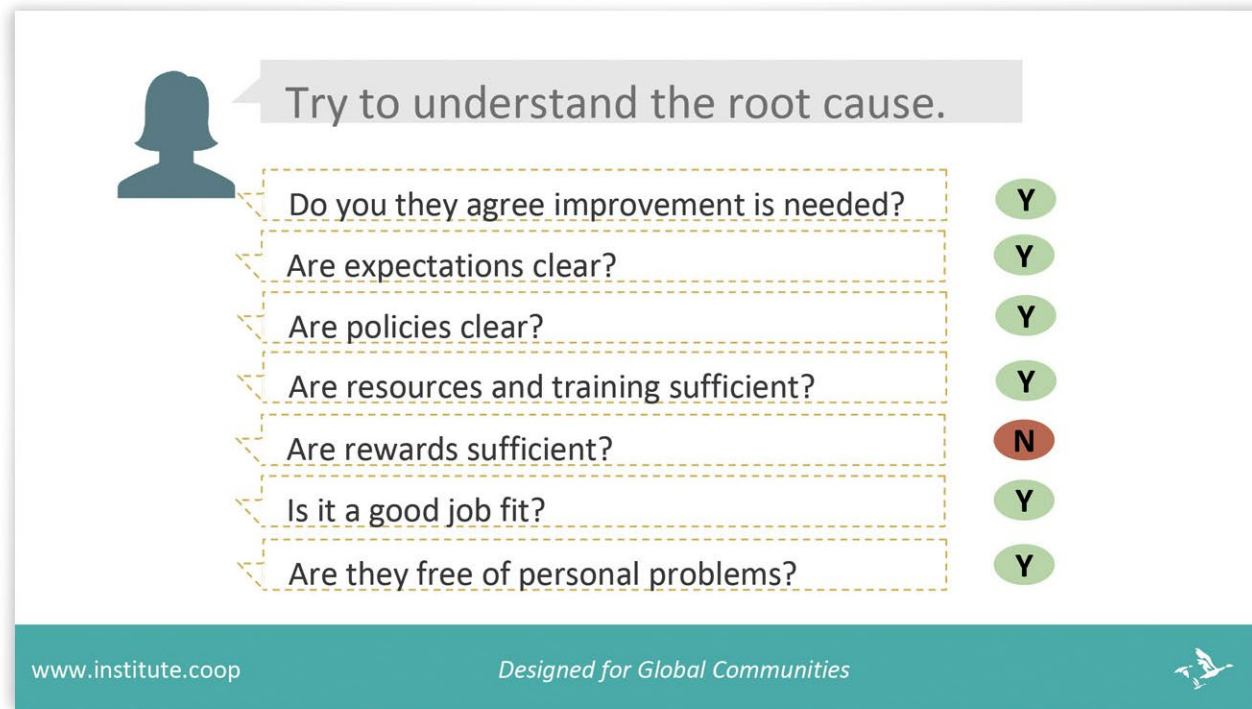 Try to understand the root cause.
Do you they agree improvement is needed? Y
Are expectations clear? Y
Are policies clear? Y
Are resources and training sufficient? Y
Are rewards sufficient? N
Is it a good job fit? Y
Are they free of personal problems? Y
www.institute.coop Designed for Global Communities